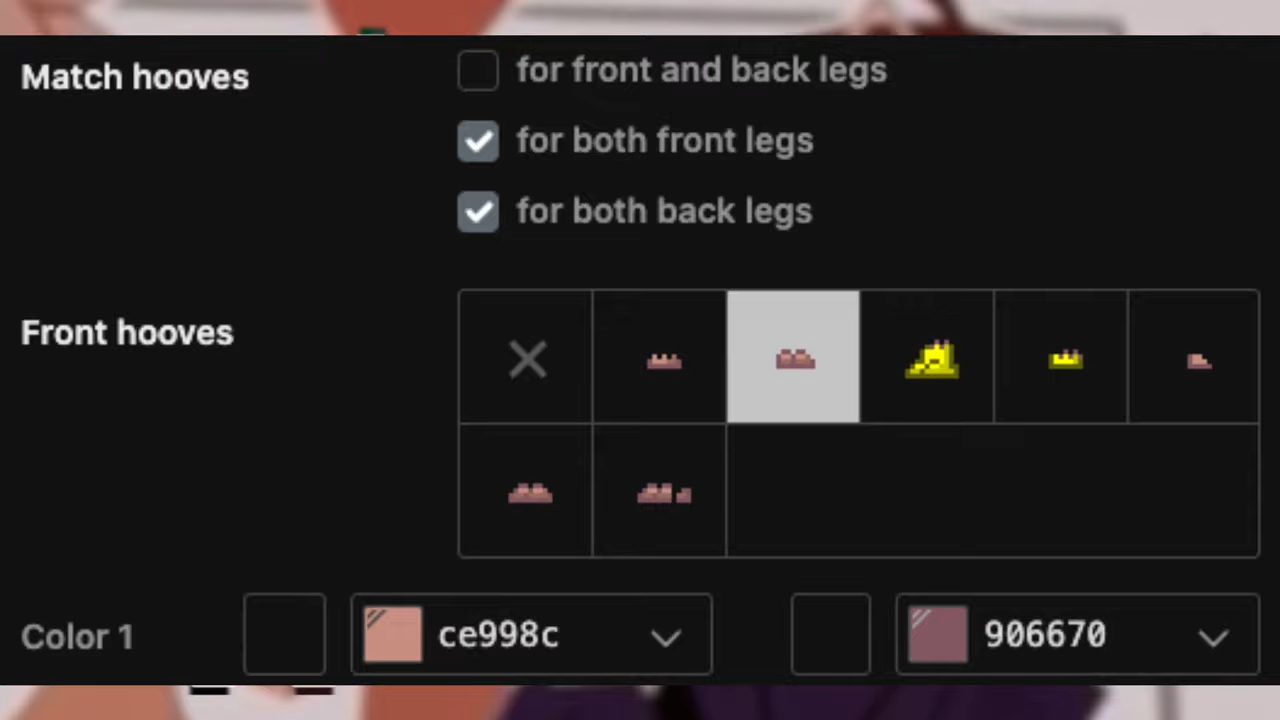 Match hooves
for front and back legs
for both front legs
for both back legs
Front hooves
Color 1
ce998c
906670